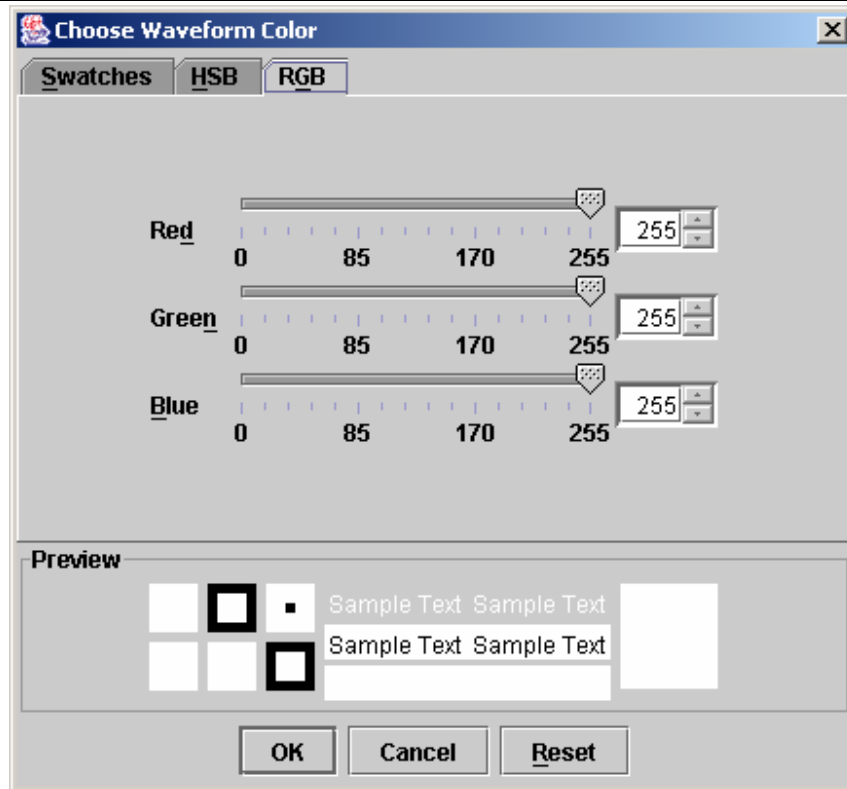 Choose Waveform Color
Swatches HSB RGB
Red 255
0 85 170 255
Green 255
0 85 170 255
Blue 255
0 85 170 255
Preview
Sample Text Sample Text
Sample Text Sample Text
OK Cancel Reset